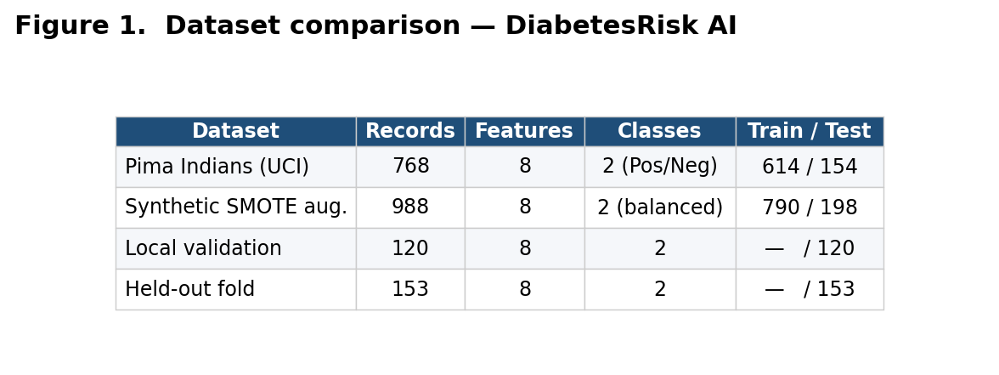 Figure 1.  Dataset comparison — DiabetesRisk AI
Dataset Records Features Classes Train / Test
Pima Indians (UCI) 768 8 2 (Pos/Neg) 614 / 154
Synthetic SMOTE aug. 988 8 2 (balanced) 790 / 198
Local validation 120 8 2 — / 120
Held-out fold 153 8 2 — / 153